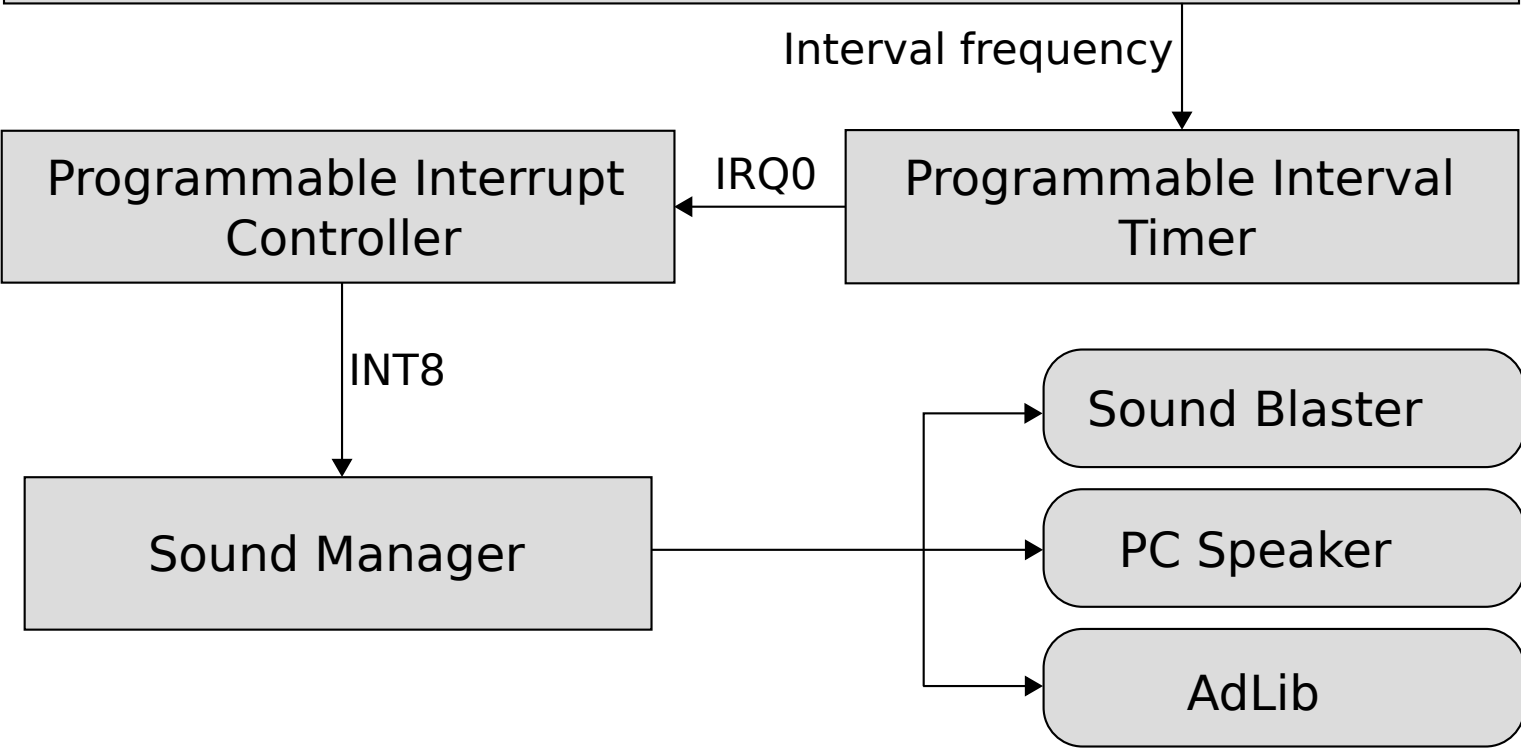 Interval frequency
Programmable Interrupt
Controller
IRQ0
Programmable Interval
Timer
INT8
Sound Blaster
Sound Manager
PC Speaker
AdLib